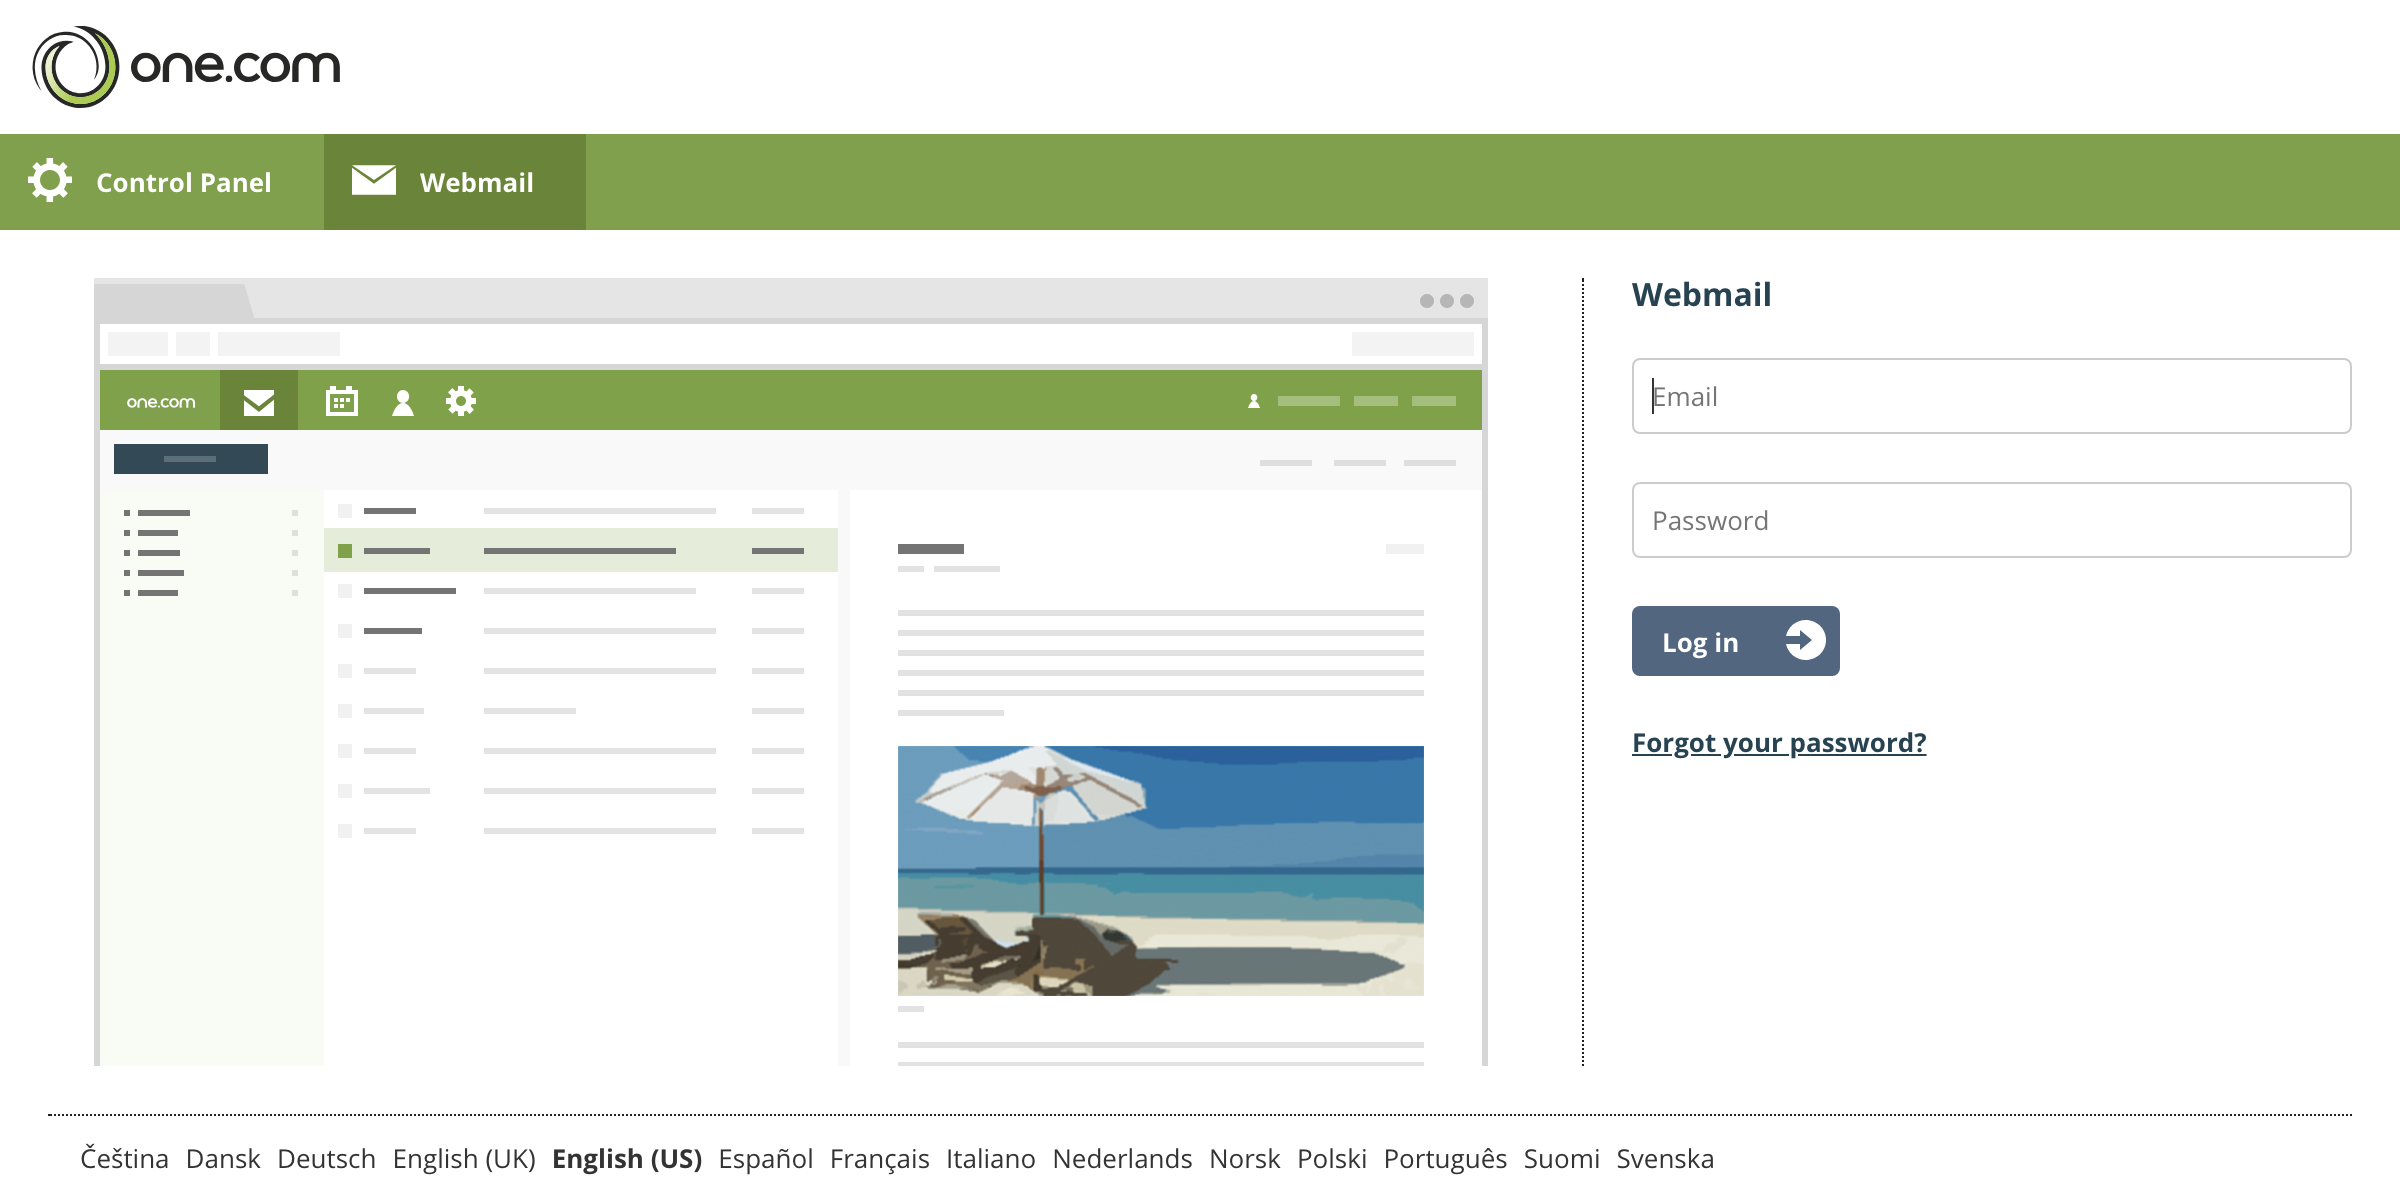 one.com
Control Panel
Webmail
one.com
Webmail
Email
Password
Log in
Forgot your password?
Čeština Dansk Deutsch English (UK) English (US) Español Français Italiano Nederlands Norsk Polski Português Suomi Svenska